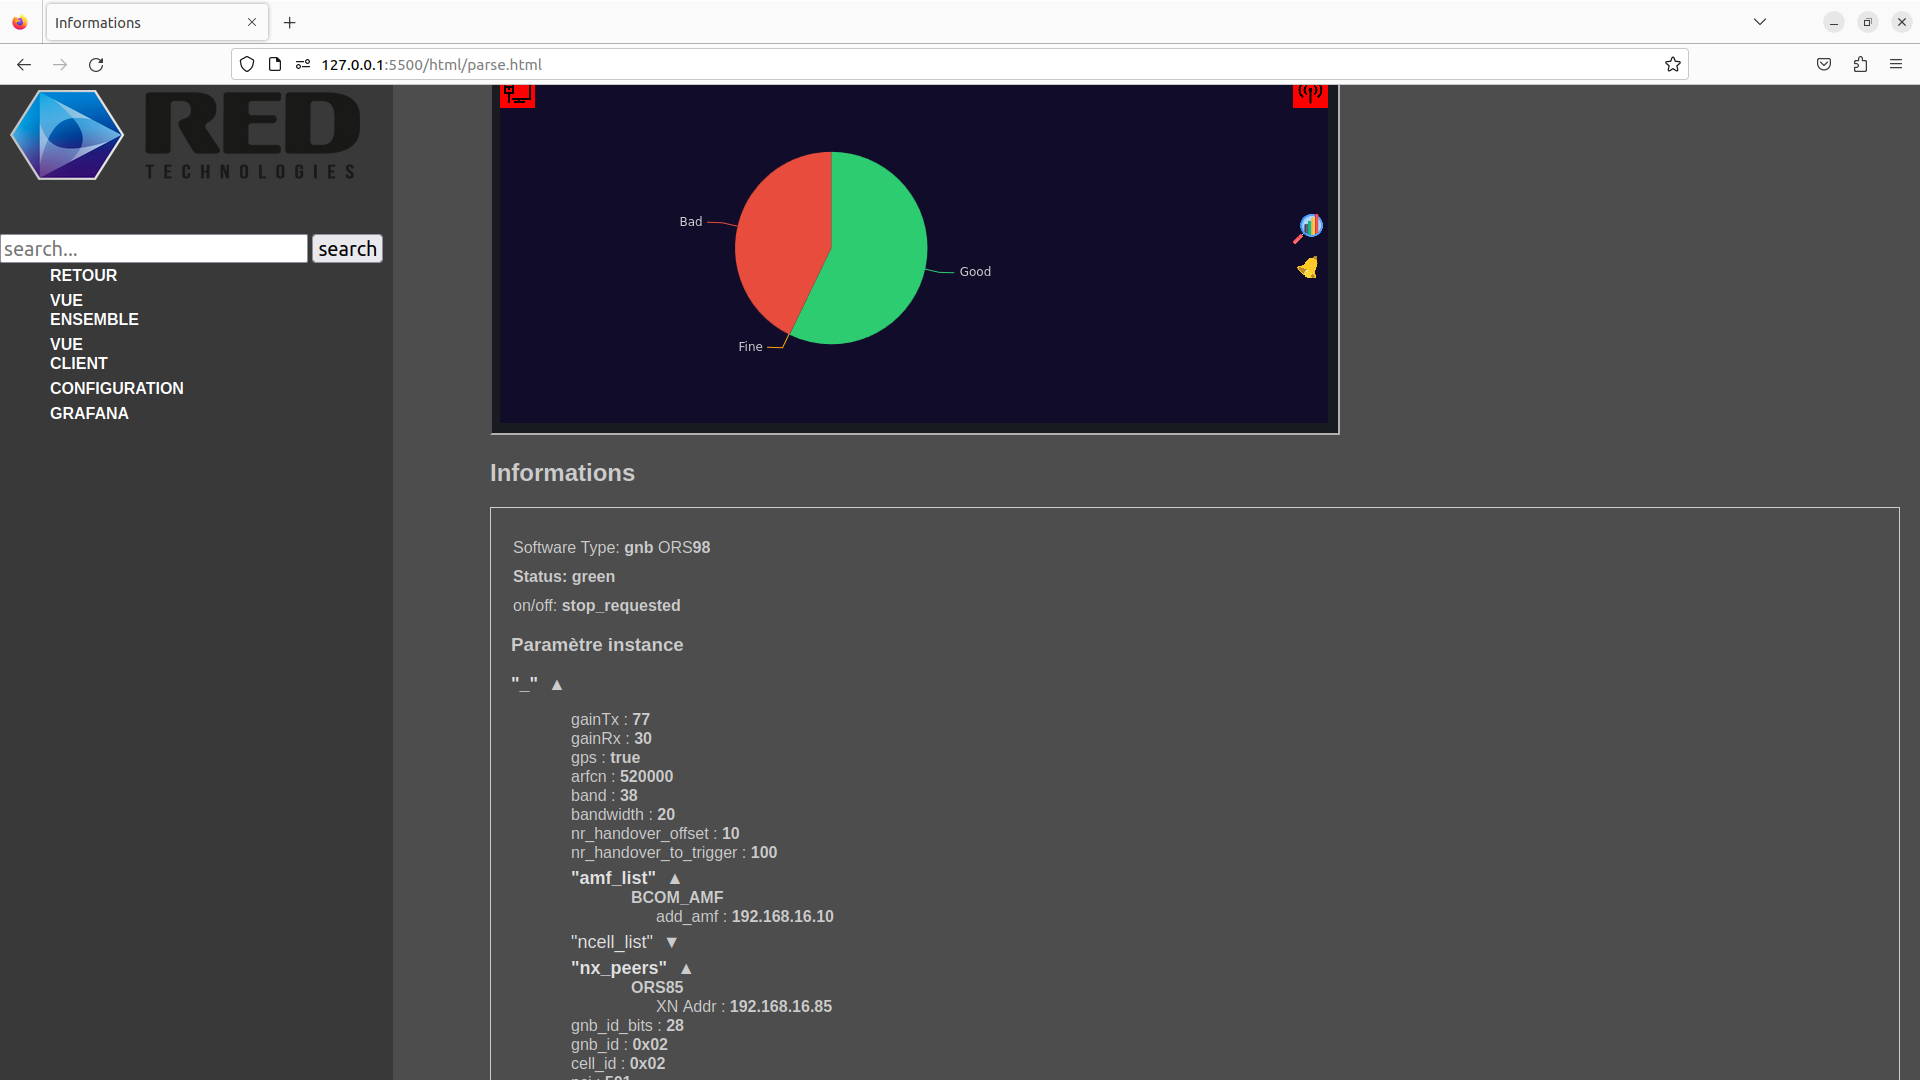 Informations
127.0.0.1:5500/html/parse.html
RED
TECHNOLOGIES
search...
search
RETOUR
VUE
ENSEMBLE
VUE
CLIENT
CONFIGURATION
GRAFANA
Bad
Good
Fine
Informations
Software Type: gnb ORS98
Status: green
on/off: stop_requested
Paramètre instance
"_" ▲
gainTx : 77
gainRx : 30
gps : true
arfcn : 520000
band : 38
bandwidth : 20
nr_handover_offset : 10
nr_handover_to_trigger : 100
"amf_list" ▲
BCOM_AMF
add_amf : 192.168.16.10
"ncell_list" ▼
"nx_peers" ▲
ORS85
XN Addr : 192.168.16.85
gnb_id_bits : 28
gnb_id : 0x02
cell_id : 0x02